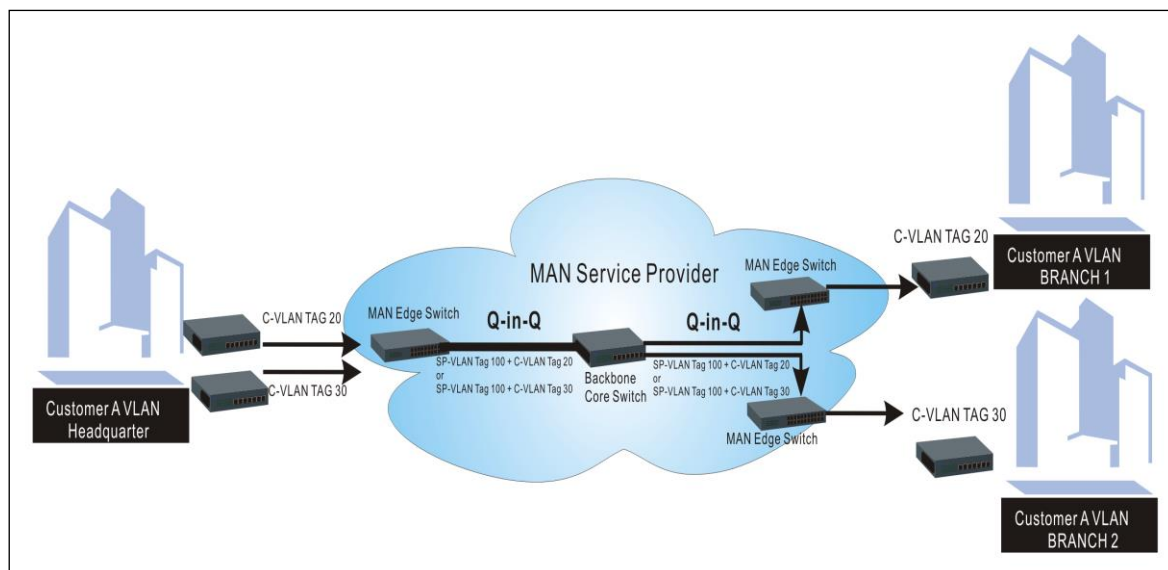 C-VLAN TAG 20
C-VLAN TAG 30
Customer A VLAN
Headquarter
MAN Service Provider
MAN Edge Switch
Q-in-Q
SP-VLAN Tag 100 + C-VLAN Tag 20
or
SP-VLAN Tag 100 + C-VLAN Tag 30
Backbone
Core Switch
Q-in-Q
SP-VLAN Tag 100 + C-VLAN Tag 20
or
SP-VLAN Tag 100 + C-VLAN Tag 30
MAN Edge Switch
MAN Edge Switch
C-VLAN TAG 20
Customer A VLAN
BRANCH 1
C-VLAN TAG 30
Customer A VLAN
BRANCH 2